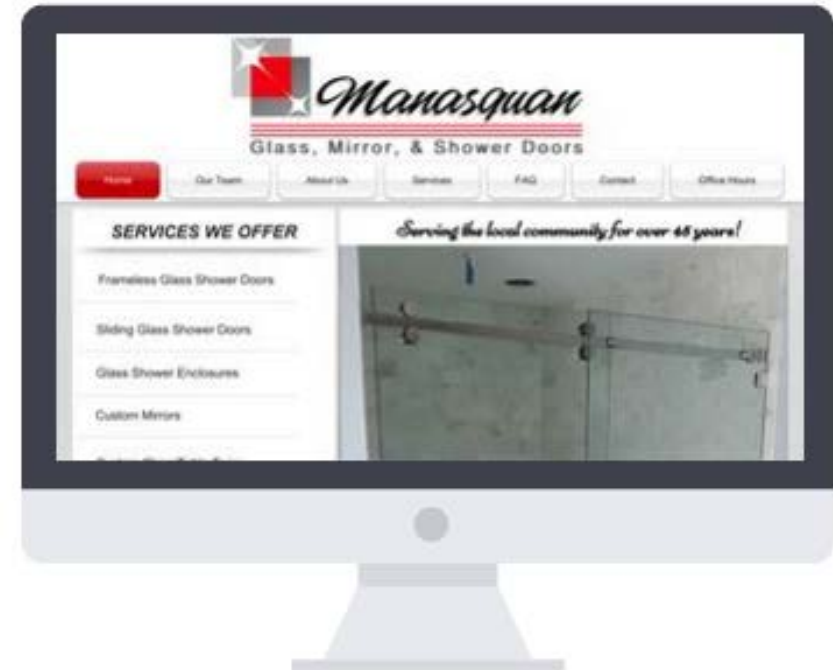 Manasquan
Glass, Mirror, & Shower Doors
Home Our Team About Us Services FAQ Contact Office Hours
SERVICES WE OFFER
Serving the local community for over 45 years!
Frameless Glass Shower Doors
Sliding Glass Shower Doors
Glass Shower Enclosures
Custom Mirrors